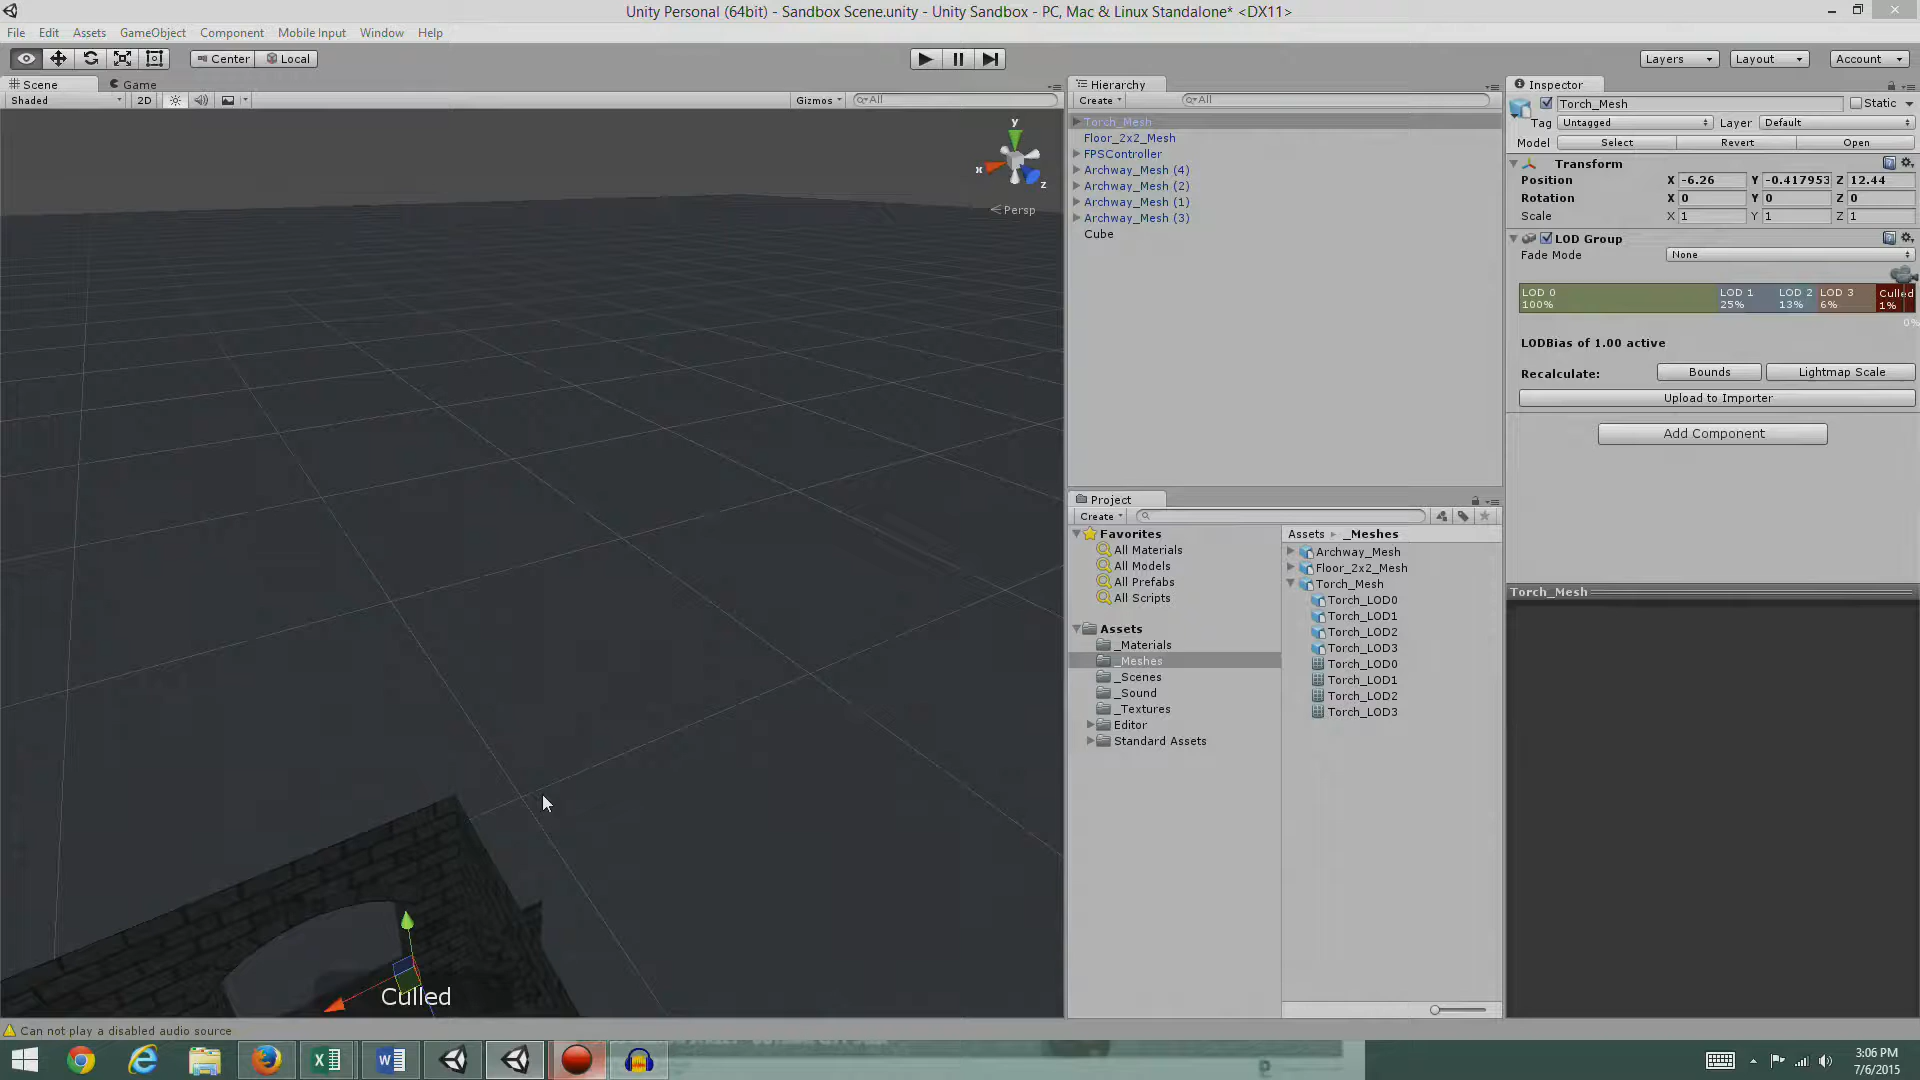 Unity Personal (64bit) - Sandbox Scene.unity - Unity Sandbox - PC, Mac & Linux Standalone* <DX11>
File Edit Assets GameObject Component Mobile Input Window Help
Center Local Layers Layout Account
Scene Game
Shaded 2D Gizmos All
y
x
z
Persp
Culled
Hierarchy
Create All
Torch_Mesh
Floor_2x2_Mesh
FPSController
Archway_Mesh (4)
Archway_Mesh (2)
Archway_Mesh (1)
Archway_Mesh (3)
Cube
Project
Create
Favorites
All Materials
All Models
All Prefabs
All Scripts
Assets
_Materials
_Meshes
_Scenes
_Sound
_Textures
Editor
Standard Assets
Assets _Meshes
Archway_Mesh
Floor_2x2_Mesh
Torch_Mesh
Torch_LOD0
Torch_LOD1
Torch_LOD2
Torch_LOD3
Torch_LOD0
Torch_LOD1
Torch_LOD2
Torch_LOD3
Inspector
Torch_Mesh Static
Tag Untagged Layer Default
Model Select Revert Open
Transform
Position X -6.26 Y -0.417953 Z 12.44
Rotation X 0 Y 0 Z 0
Scale X 1 Y 1 Z 1
LOD Group
Fade Mode None
LOD 0 LOD 1 LOD 2 LOD 3 Culled
100% 25% 13% 6% 1%
0%
LODBias of 1.00 active
Recalculate: Bounds Lightmap Scale
Upload to Importer
Add Component
Torch_Mesh
Can not play a disabled audio source
3:06 PM
7/6/2015